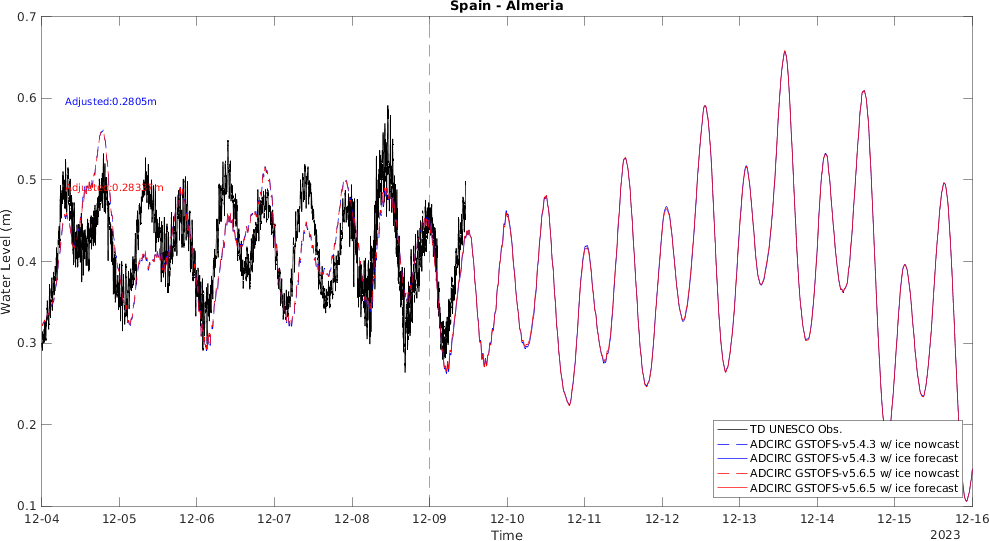 Spain - Almeria
0.7
0.6
0.5
0.4
0.3
0.2
0.1
Water Level (m)
Adjusted:0.2805m
TD UNESCO Obs.
ADCIRC GSTOFS-v5.4.3 w/ ice nowcast
ADCIRC GSTOFS-v5.4.3 w/ ice forecast
ADCIRC GSTOFS-v5.6.5 w/ ice nowcast
ADCIRC GSTOFS-v5.6.5 w/ ice forecast
12-04 12-05 12-06 12-07 12-08 12-09 12-10 12-11 12-12 12-13 12-14 12-15 12-16
Time
2023